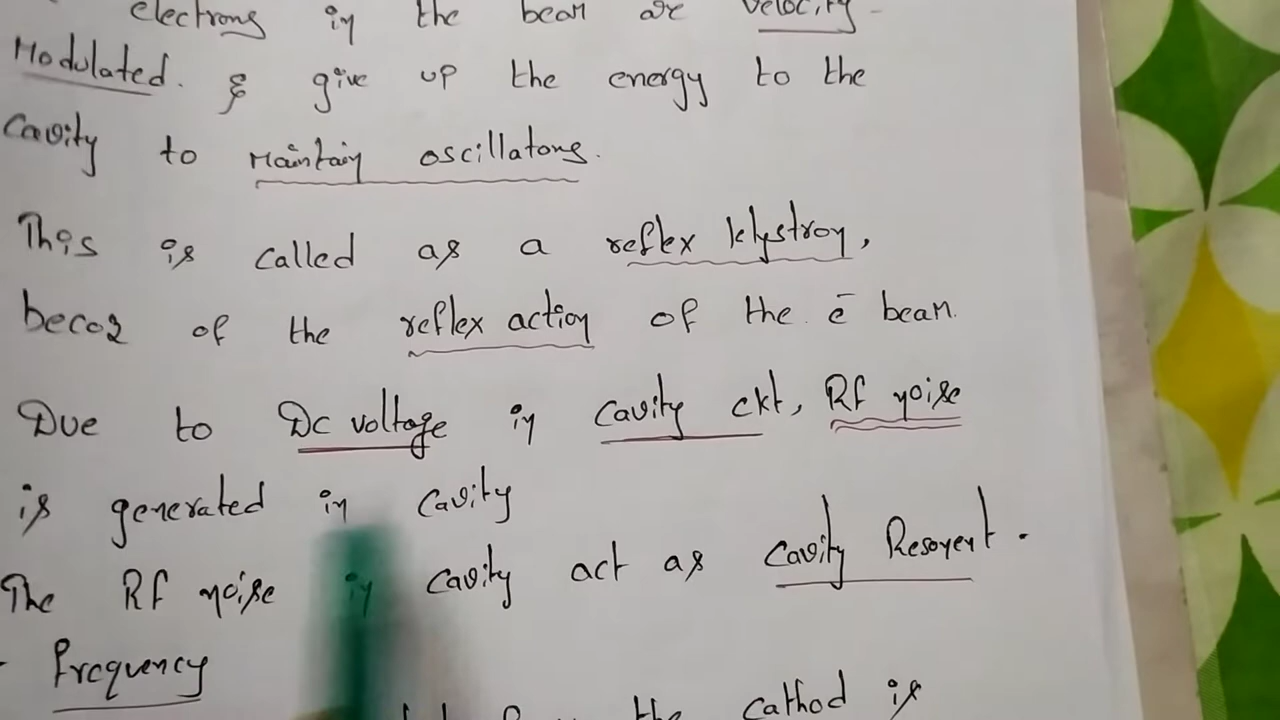 electrons in the beam are velocity-
Modulated. & give up the energy to the
Cavity to Maintain oscillatons.
This is called as a reflex klystron,
becoz of the reflex action of the e̅ beam.
Due to Dc voltage in Cavity ckt, Rf noise
is generated in Cavity
The Rf noise in Cavity act as Cavity Resonent.
- frequency
the cathod is